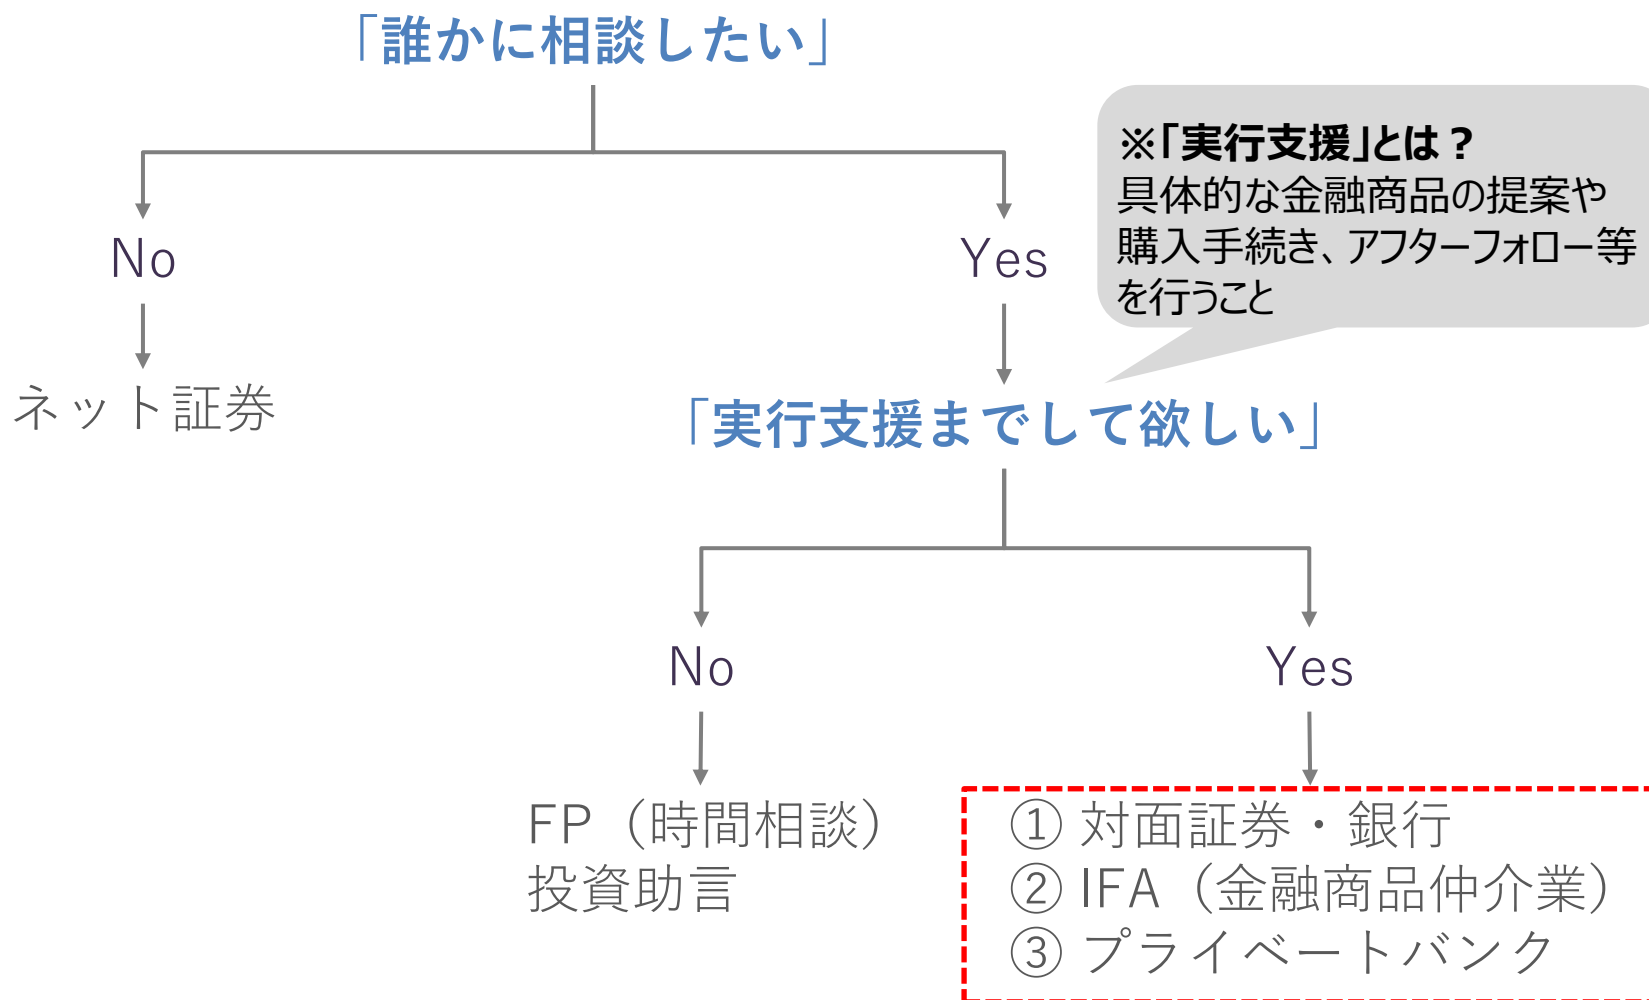 「誰かに相談したい」
※「実行支援」とは？
具体的な金融商品の提案や
購入手続き、アフターフォロー等
を行うこと
No
Yes
ネット証券
「実行支援までして欲しい」
No
Yes
FP（時間相談）
投資助言
① 対面証券・銀行
② IFA（金融商品仲介業）
③ プライベートバンク